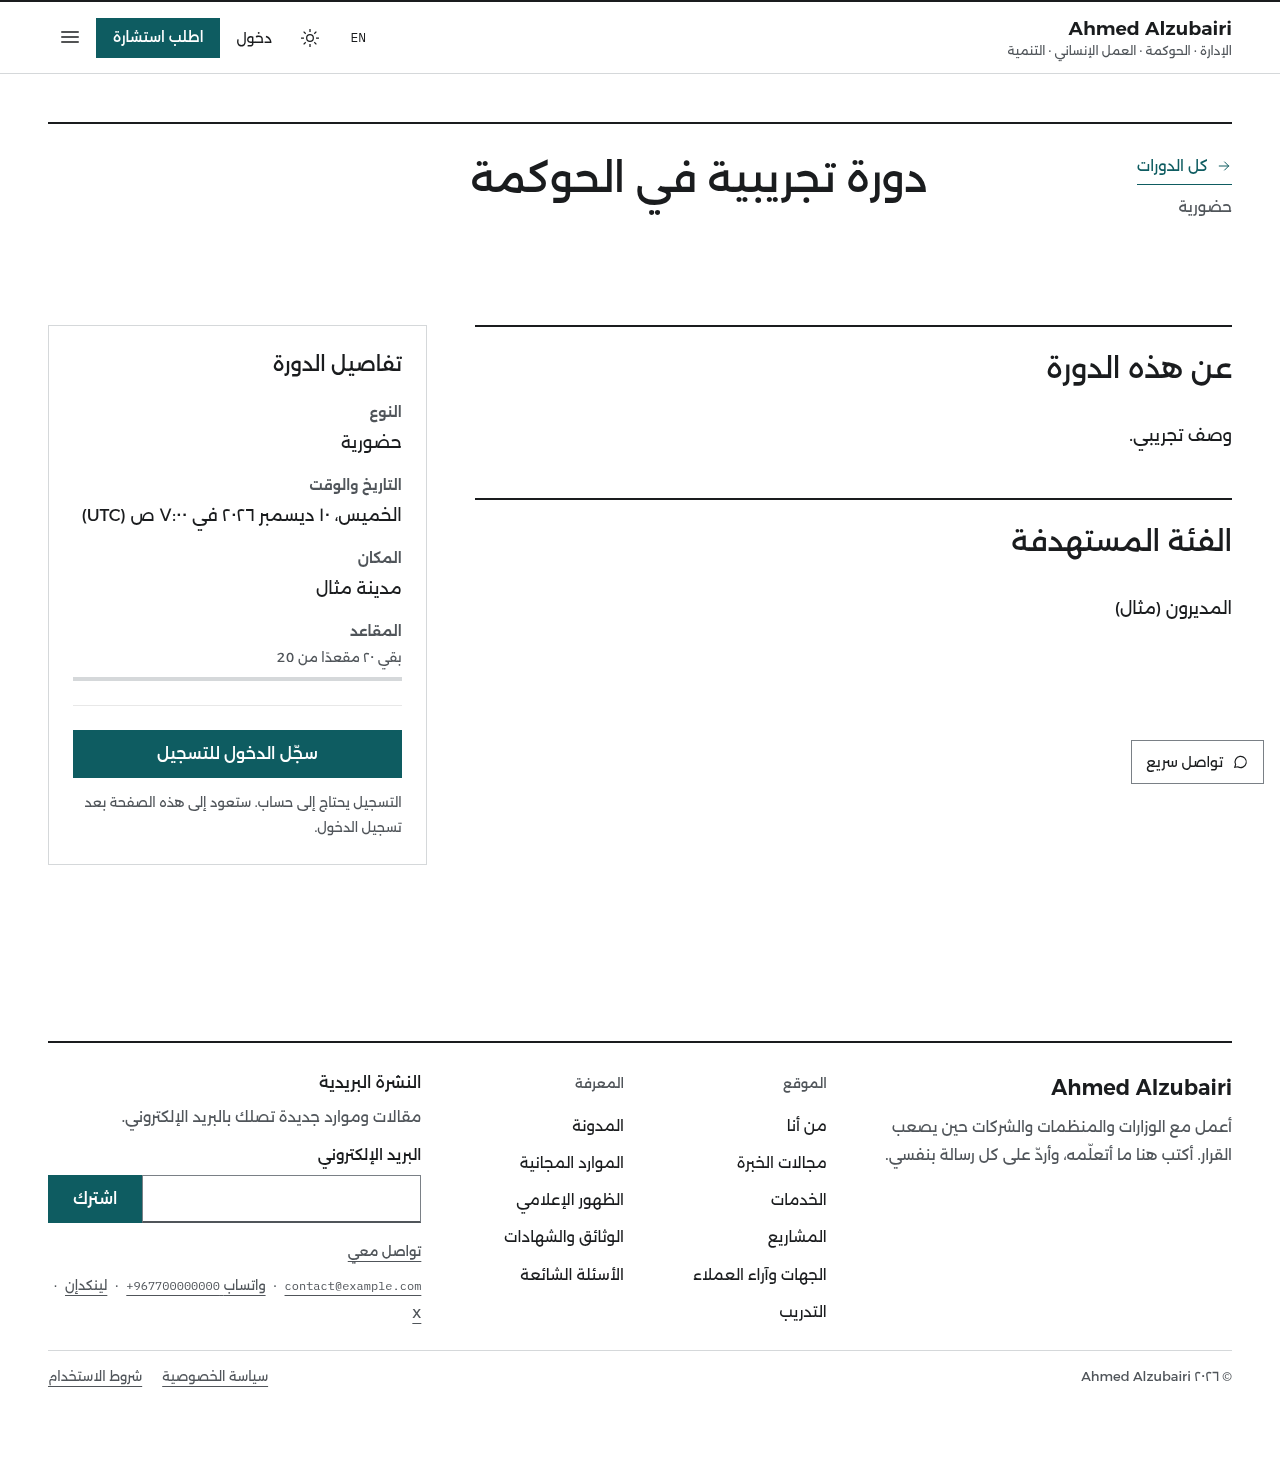 Ahmed Alzubairi
الإدارة · الحوكمة · العمل الإنساني · التنمية
EN
دخول
اطلب استشارة
كل الدورات
حضورية
دورة تجريبية في الحوكمة
عن هذه الدورة
وصف تجريبي.
الفئة المستهدفة
المديرون (مثال)
تفاصيل الدورة
النوع
حضورية
التاريخ والوقت
الخميس، ١٠ ديسمبر ٢٠٢٦ في ٧:٠٠ ص (UTC)
المكان
مدينة مثال
المقاعد
بقي ٢٠ مقعدًا من 20
سجّل الدخول للتسجيل
التسجيل يحتاج إلى حساب. ستعود إلى هذه الصفحة بعد
تسجيل الدخول.
تواصل سريع
Ahmed Alzubairi
أعمل مع الوزارات والمنظمات والشركات حين يصعب
القرار. أكتب هنا ما أتعلّمه، وأردّ على كل رسالة بنفسي.
الموقع
من أنا
مجالات الخبرة
الخدمات
المشاريع
الجهات وآراء العملاء
التدريب
المعرفة
المدونة
الموارد المجانية
الظهور الإعلامي
الوثائق والشهادات
الأسئلة الشائعة
النشرة البريدية
مقالات وموارد جديدة تصلك بالبريد الإلكتروني.
البريد الإلكتروني
اشترك
تواصل معي
contact@example.com · واتساب +967700000000 · لينكدإن ·
X
© ٢٠٢٦ Ahmed Alzubairi
سياسة الخصوصية
شروط الاستخدام